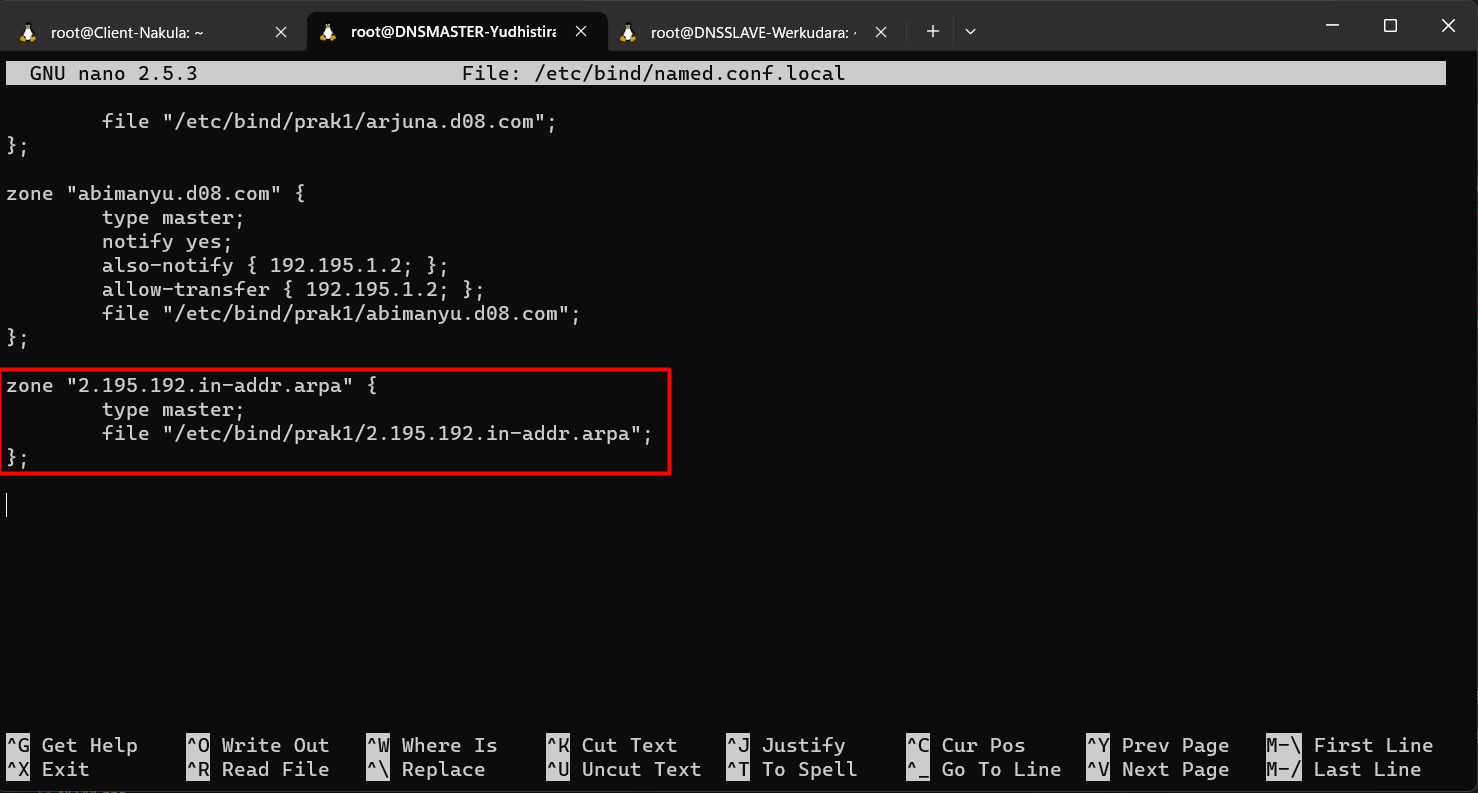 root@Client-Nakula: ~
root@DNSMASTER-Yudhistira
root@DNSSLAVE-Werkudara: ~
GNU nano 2.5.3 File: /etc/bind/named.conf.local
file "/etc/bind/prak1/arjuna.d08.com";
};
zone "abimanyu.d08.com" {
type master;
notify yes;
also-notify { 192.195.1.2; };
allow-transfer { 192.195.1.2; };
file "/etc/bind/prak1/abimanyu.d08.com";
};
zone "2.195.192.in-addr.arpa" {
type master;
file "/etc/bind/prak1/2.195.192.in-addr.arpa";
};
^G Get Help ^O Write Out ^W Where Is ^K Cut Text ^J Justify ^C Cur Pos ^Y Prev Page M-\ First Line
^X Exit ^R Read File ^\ Replace ^U Uncut Text ^T To Spell ^_ Go To Line ^V Next Page M-/ Last Line